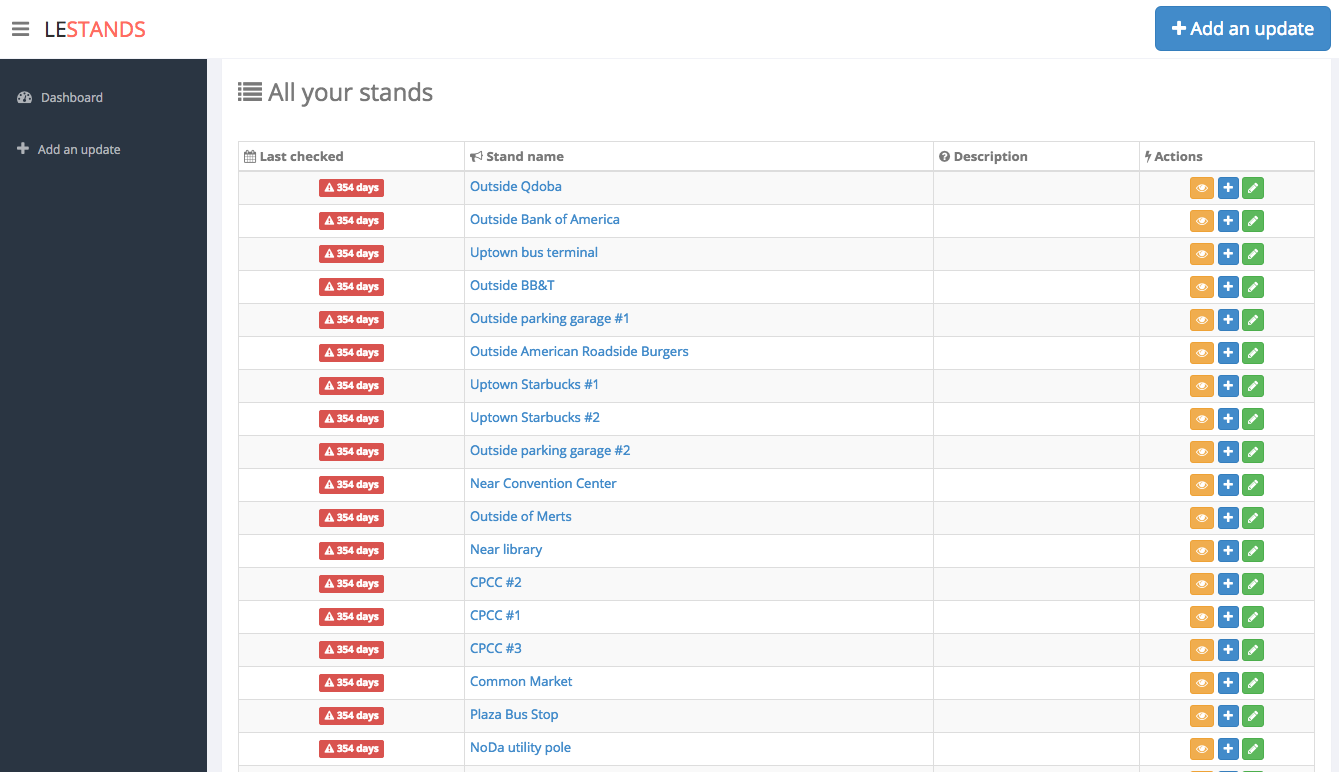 LESTANDS
Add an update
Dashboard
Add an update
All your stands
Last checked Stand name Description Actions
354 days Outside Qdoba
354 days Outside Bank of America
354 days Uptown bus terminal
354 days Outside BB&T
354 days Outside parking garage #1
354 days Outside American Roadside Burgers
354 days Uptown Starbucks #1
354 days Uptown Starbucks #2
354 days Outside parking garage #2
354 days Near Convention Center
354 days Outside of Merts
354 days Near library
354 days CPCC #2
354 days CPCC #1
354 days CPCC #3
354 days Common Market
354 days Plaza Bus Stop
354 days NoDa utility pole